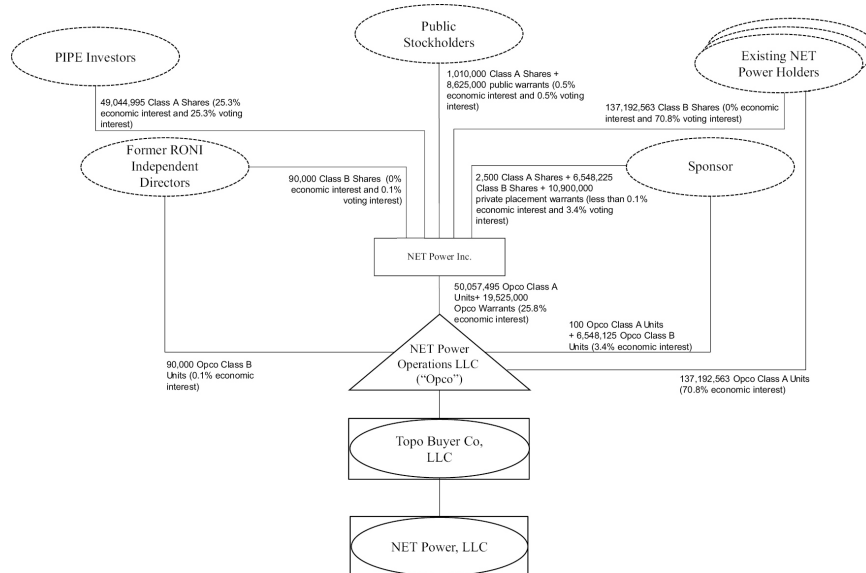 Public
Stockholders
PIPE Investors
Existing NET
Power Holders
1,010,000 Class A Shares +
8,625,000 public warrants (0.5%
economic interest and 0.5% voting
interest)
49,044,995 Class A Shares (25.3%
economic interest and 25.3% voting
interest)
137,192,563 Class B Shares (0% economic
interest and 70.8% voting interest)
Former RONI
Independent
Directors
90,000 Class B Shares (0%
economic interest and 0.1%
voting interest)
2,500 Class A Shares + 6,548,225
Class B Shares + 10,900,000
private placement warrants (less than 0.1%
economic interest and 3.4% voting
interest)
Sponsor
NET Power Inc.
50,057,495 Opco Class A
Units+ 19,525,000
Opco Warrants (25.8%
economic interest)
100 Opco Class A Units
+ 6,548,125 Opco Class B
Units (3.4% economic interest)
NET Power
Operations LLC
(“Opco”)
90,000 Opco Class B
Units (0.1% economic
interest)
137,192,563 Opco Class A Units
(70.8% economic interest)
Topo Buyer Co,
LLC
NET Power, LLC